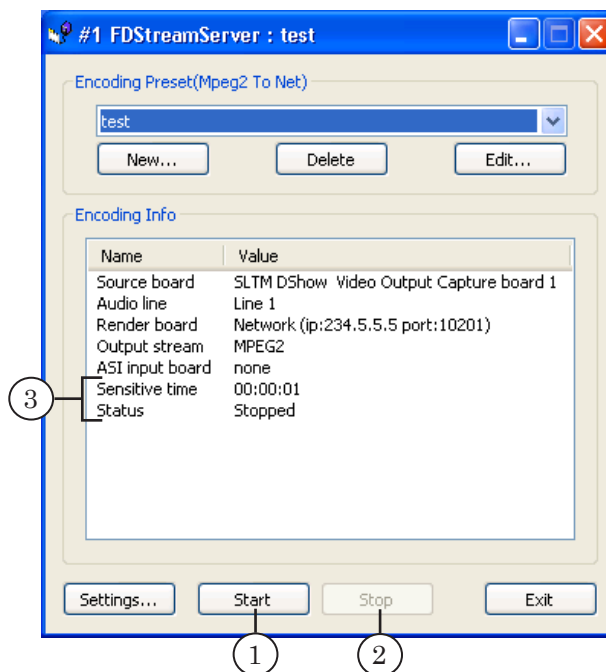 #1 FDStreamServer : test
Encoding Preset(Mpeg2 To Net)
test
New... Delete Edit...
Encoding Info
Name Value
Source board SLTM DShow Video Output Capture board 1
Audio line Line 1
Render board Network (ip:234.5.5.5 port:10201)
Output stream MPEG2
ASI input board none
Sensitive time 00:00:01
3
Status Stopped
Settings... Start Stop Exit
1 2